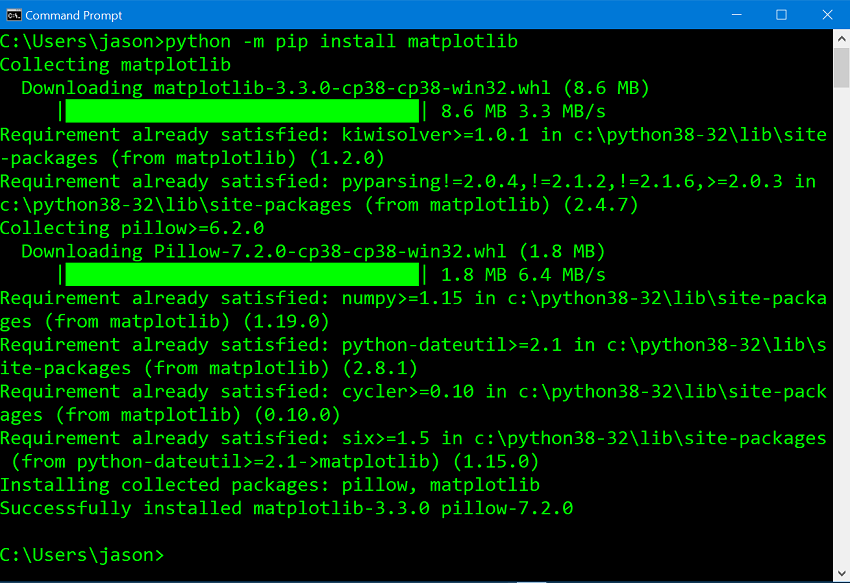 Command Prompt
C:\Users\jason>python -m pip install matplotlib
Collecting matplotlib
  Downloading matplotlib-3.3.0-cp38-cp38-win32.whl (8.6 MB)
     |████████████████████████████████| 8.6 MB 3.3 MB/s
Requirement already satisfied: kiwisolver>=1.0.1 in c:\python38-32\lib\site
-packages (from matplotlib) (1.2.0)
Requirement already satisfied: pyparsing!=2.0.4,!=2.1.2,!=2.1.6,>=2.0.3 in
c:\python38-32\lib\site-packages (from matplotlib) (2.4.7)
Collecting pillow>=6.2.0
  Downloading Pillow-7.2.0-cp38-cp38-win32.whl (1.8 MB)
     |████████████████████████████████| 1.8 MB 6.4 MB/s
Requirement already satisfied: numpy>=1.15 in c:\python38-32\lib\site-packa
ges (from matplotlib) (1.19.0)
Requirement already satisfied: python-dateutil>=2.1 in c:\python38-32\lib\s
ite-packages (from matplotlib) (2.8.1)
Requirement already satisfied: cycler>=0.10 in c:\python38-32\lib\site-pack
ages (from matplotlib) (0.10.0)
Requirement already satisfied: six>=1.5 in c:\python38-32\lib\site-packages
 (from python-dateutil>=2.1->matplotlib) (1.15.0)
Installing collected packages: pillow, matplotlib
Successfully installed matplotlib-3.3.0 pillow-7.2.0
C:\Users\jason>